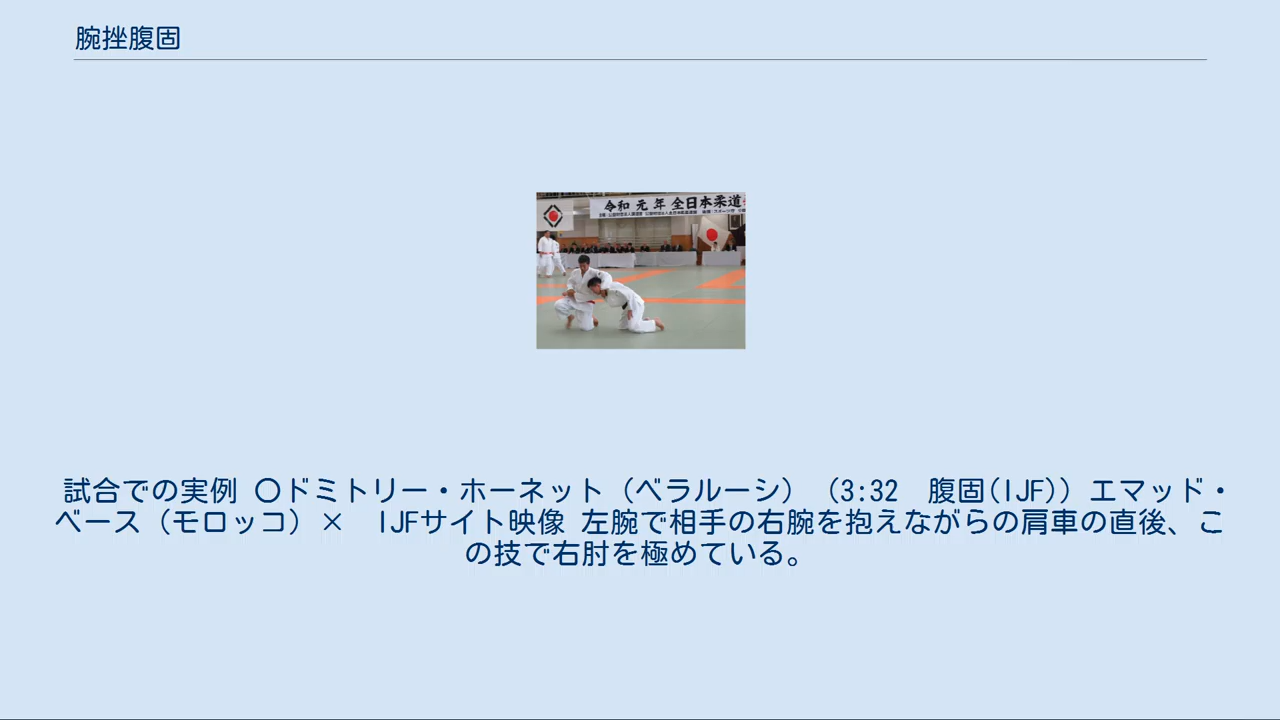 腕挫腹固
令和 元 年 全日本柔道
試合での実例 〇ドミトリー・ホーネット（ベラルーシ）（3:32　腹固(IJF)）エマッド・
ベース（モロッコ）×　IJFサイト映像 左腕で相手の右腕を抱えながらの肩車の直後、こ
の技で右肘を極めている。